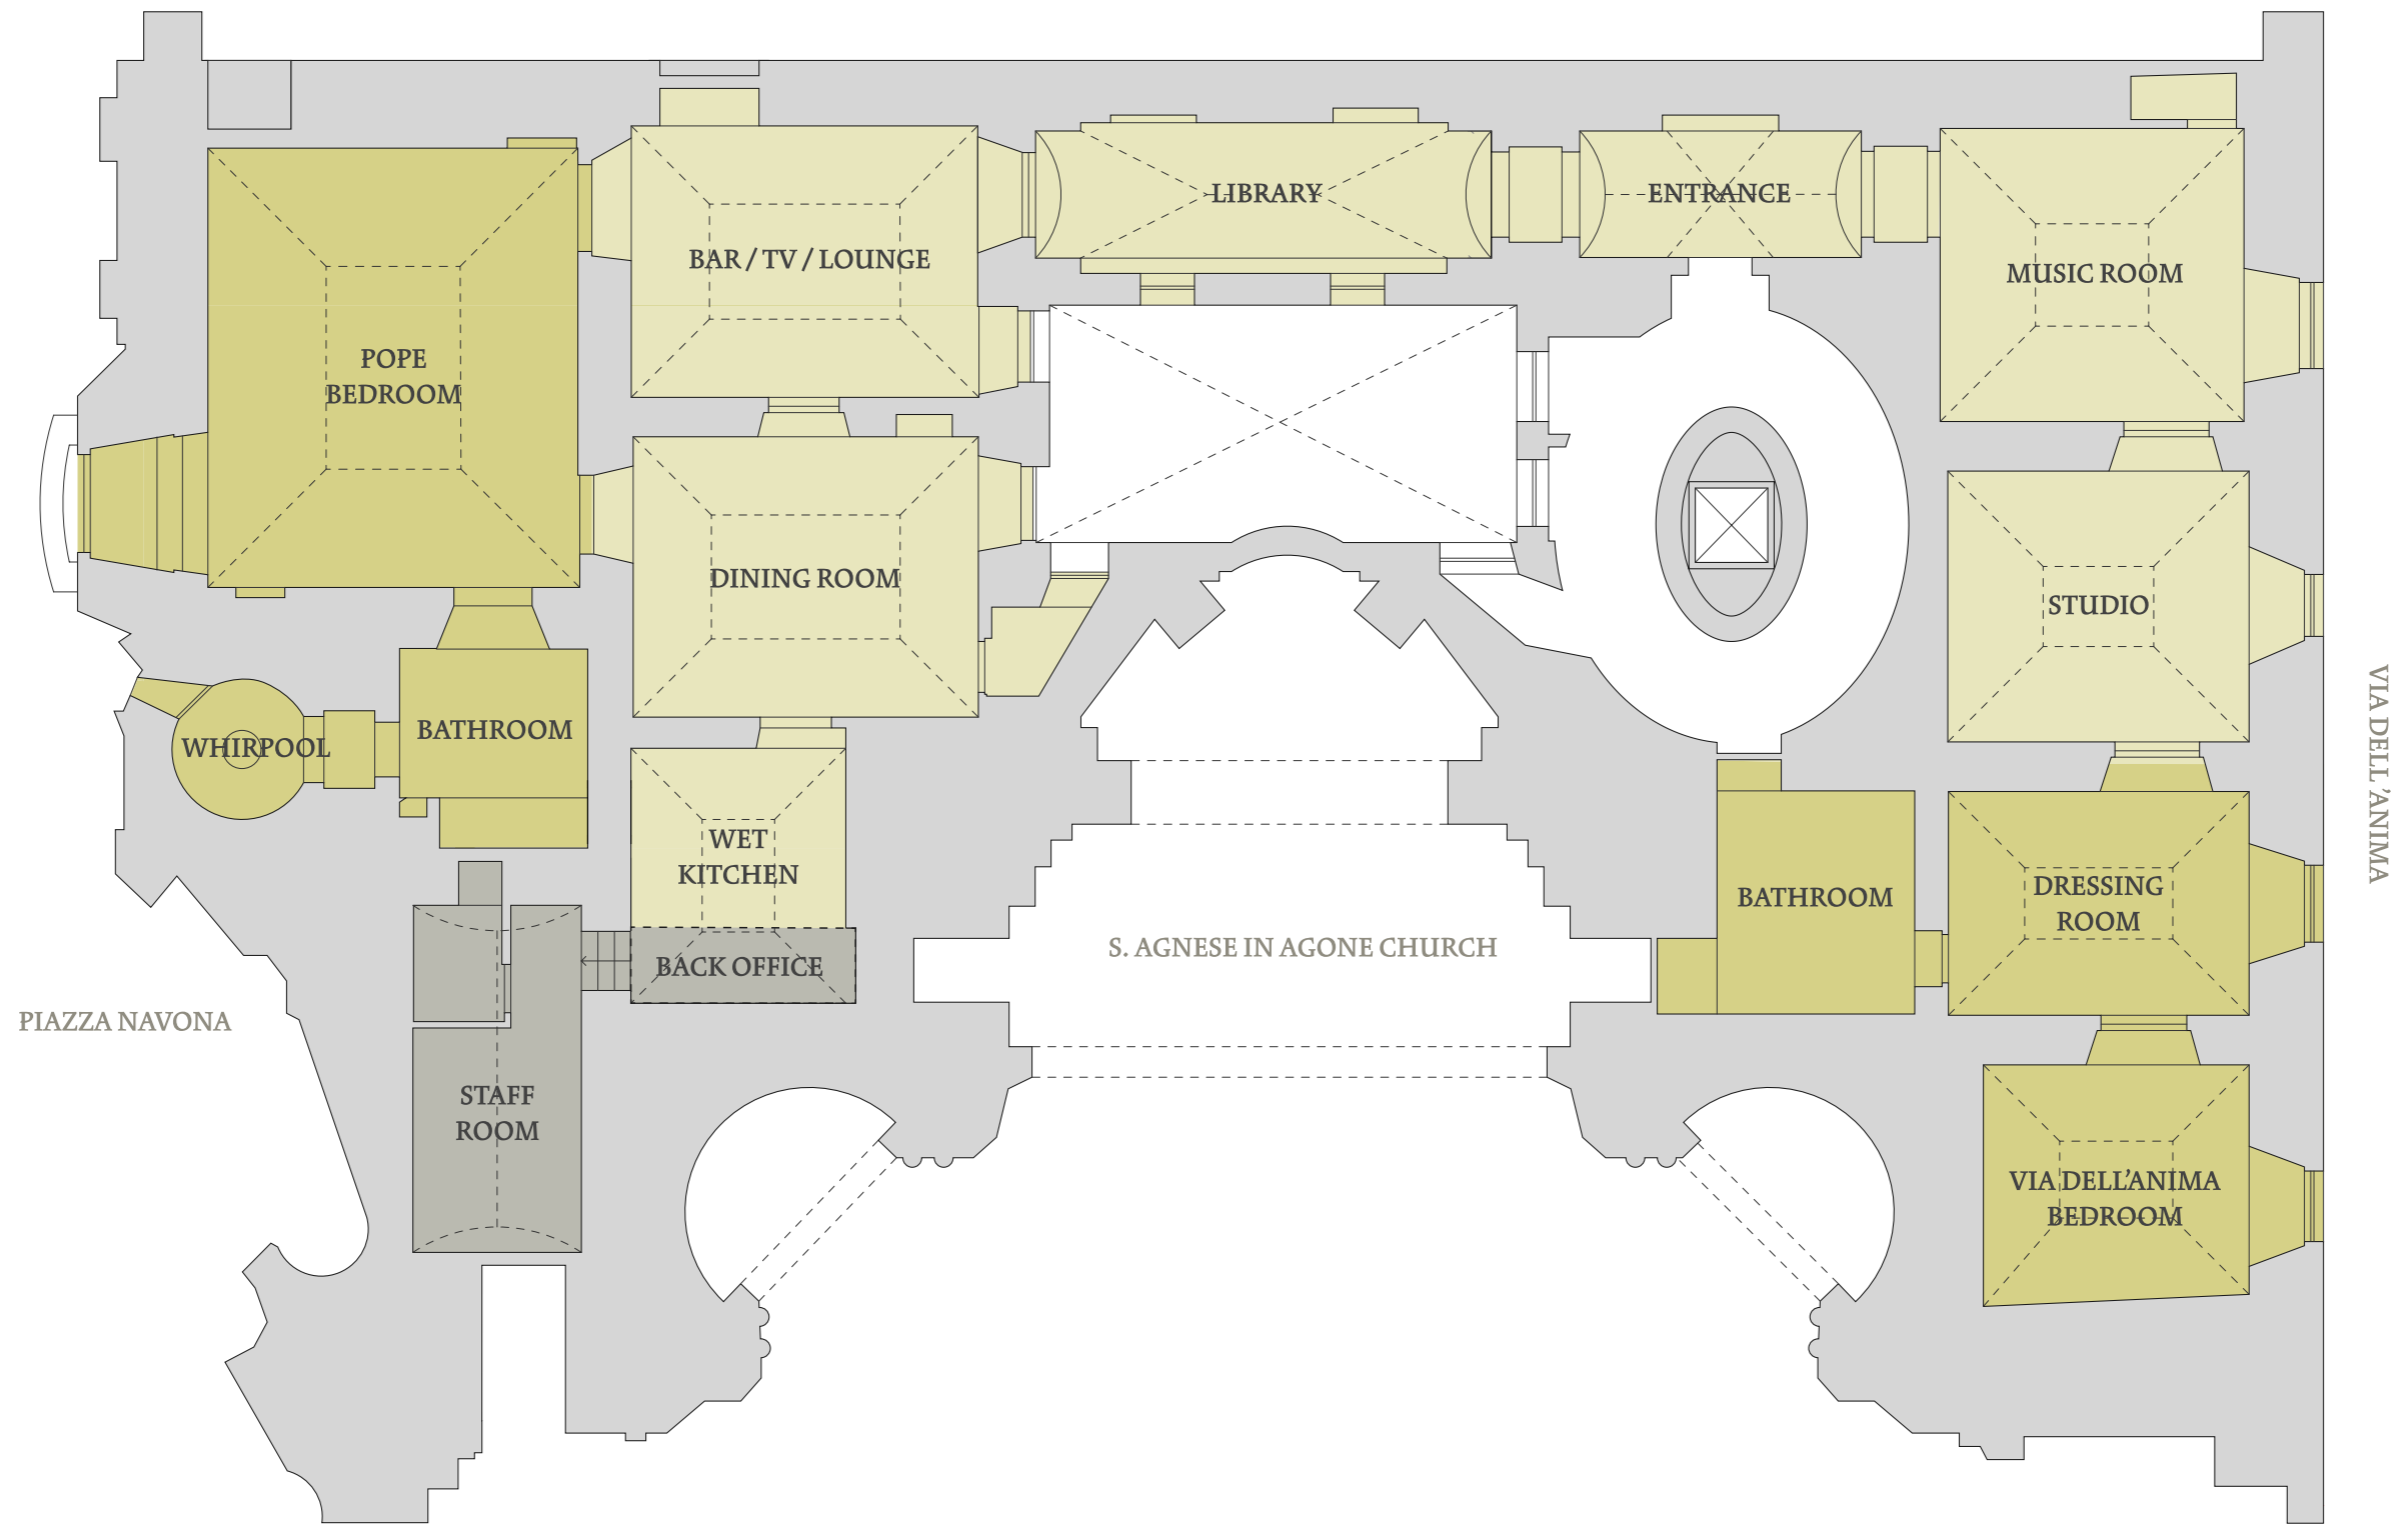 LIBRARY
ENTRANCE
BAR / TV / LOUNGE
MUSIC ROOM
POPE
BEDROOM
DINING ROOM
STUDIO
WHIRPOOL
BATHROOM
VIA DELL'ANIMA
WET
KITCHEN
BATHROOM
DRESSING
ROOM
BACK OFFICE
S. AGNESE IN AGONE CHURCH
PIAZZA NAVONA
STAFF
ROOM
VIA DELL'ANIMA
BEDROOM